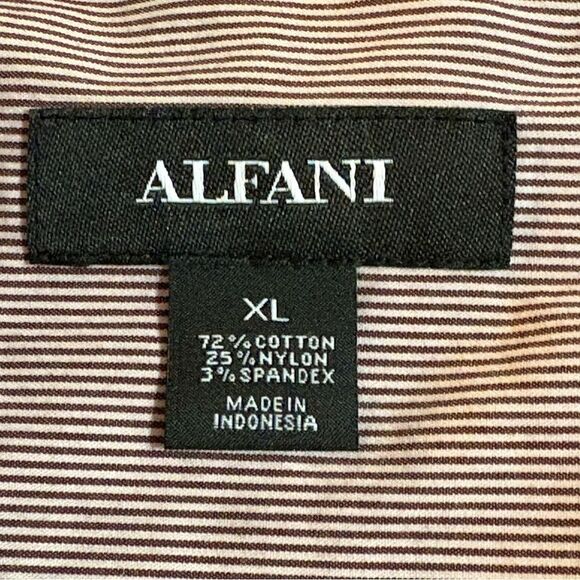 ALFANI
XL
72% COTTON
25% NYLON
3% SPANDEX
MADE IN
INDONESIA